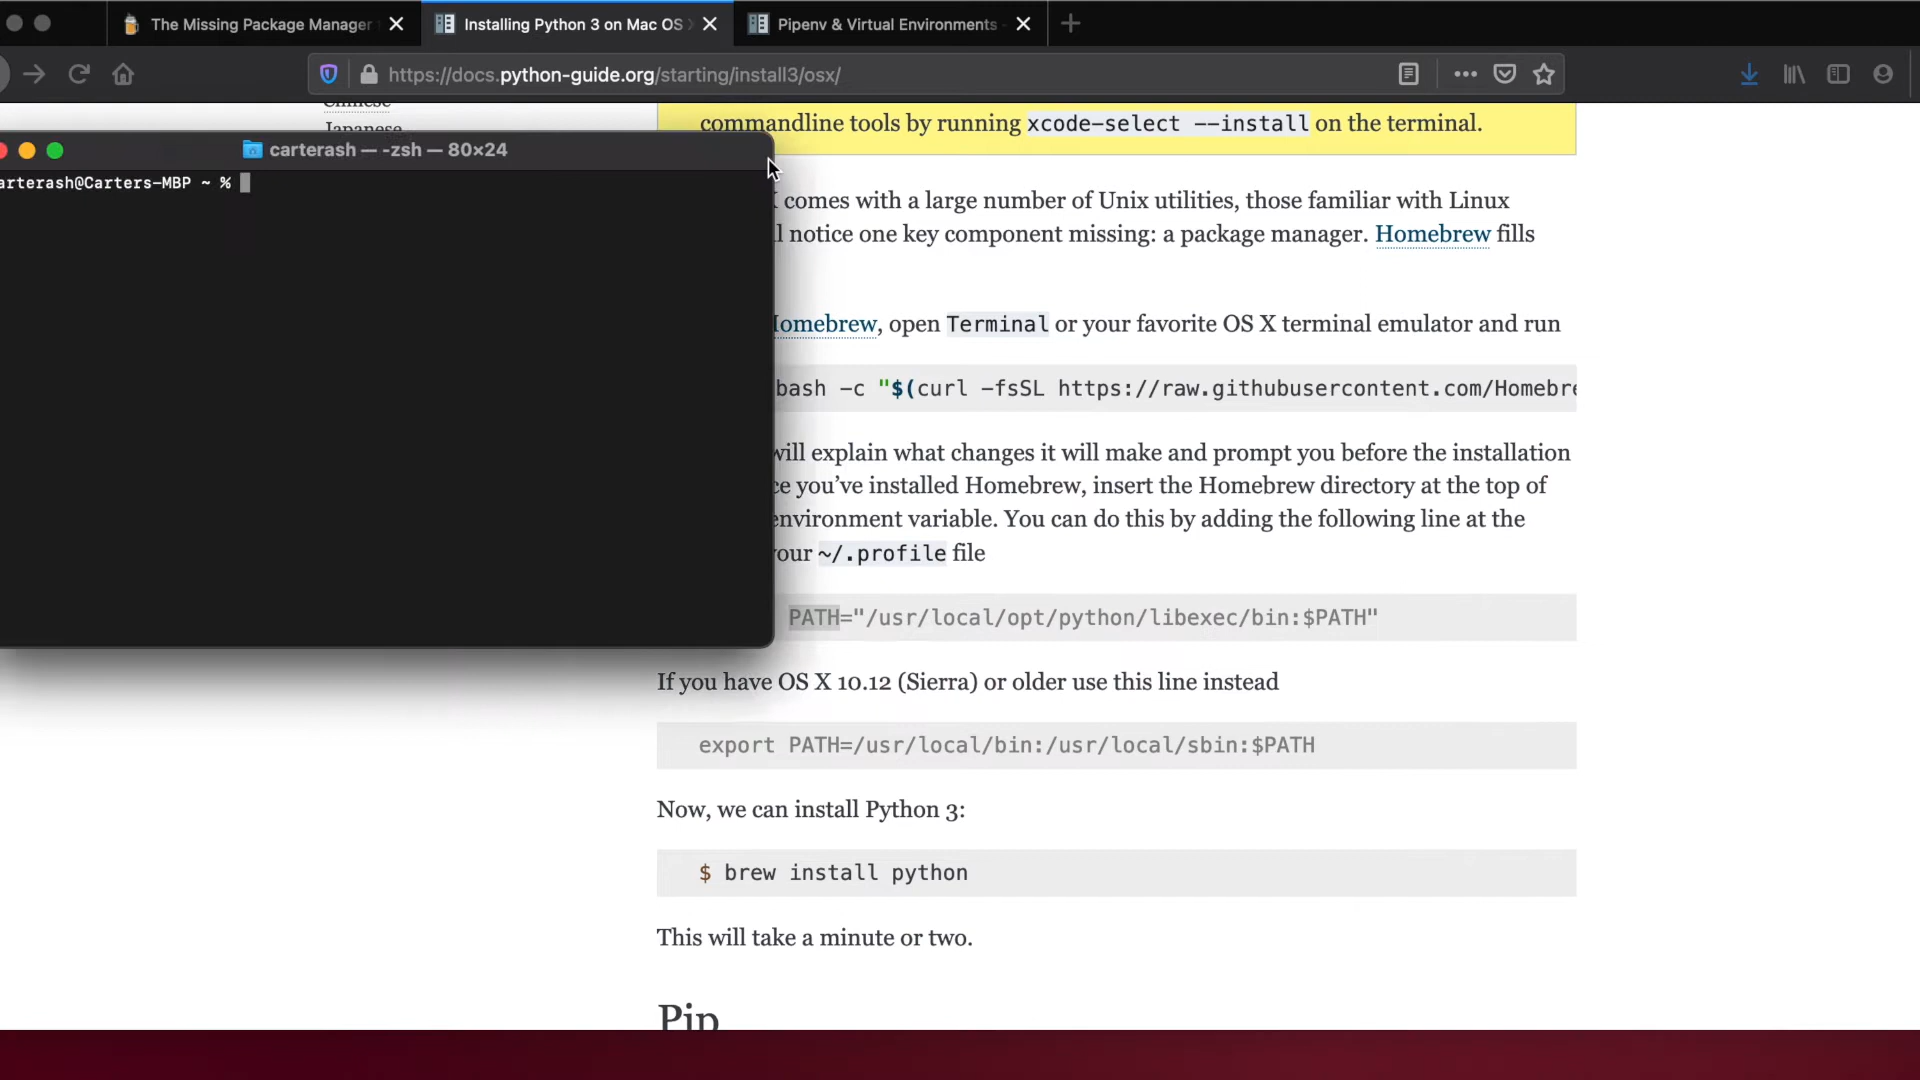 The Missing Package Manager
Installing Python 3 on Mac OS X
Pipenv & Virtual Environments
https://docs.python-guide.org/starting/install3/osx/
Chinese
Japanese
commandline tools by running xcode-select --install on the terminal.
carterash — -zsh — 80×24
arterash@Carters-MBP ~ %
comes with a large number of Unix utilities, those familiar with Linux
notice one key component missing: a package manager. Homebrew fills
omebrew, open Terminal or your favorite OS X terminal emulator and run
bash -c "$(curl -fsSL https://raw.githubusercontent.com/Homebre
will explain what changes it will make and prompt you before the installation
ce you’ve installed Homebrew, insert the Homebrew directory at the top of
environment variable. You can do this by adding the following line at the
our ~/.profile file
PATH="/usr/local/opt/python/libexec/bin:$PATH"
If you have OS X 10.12 (Sierra) or older use this line instead
export PATH=/usr/local/bin:/usr/local/sbin:$PATH
Now, we can install Python 3:
$ brew install python
This will take a minute or two.
Pip